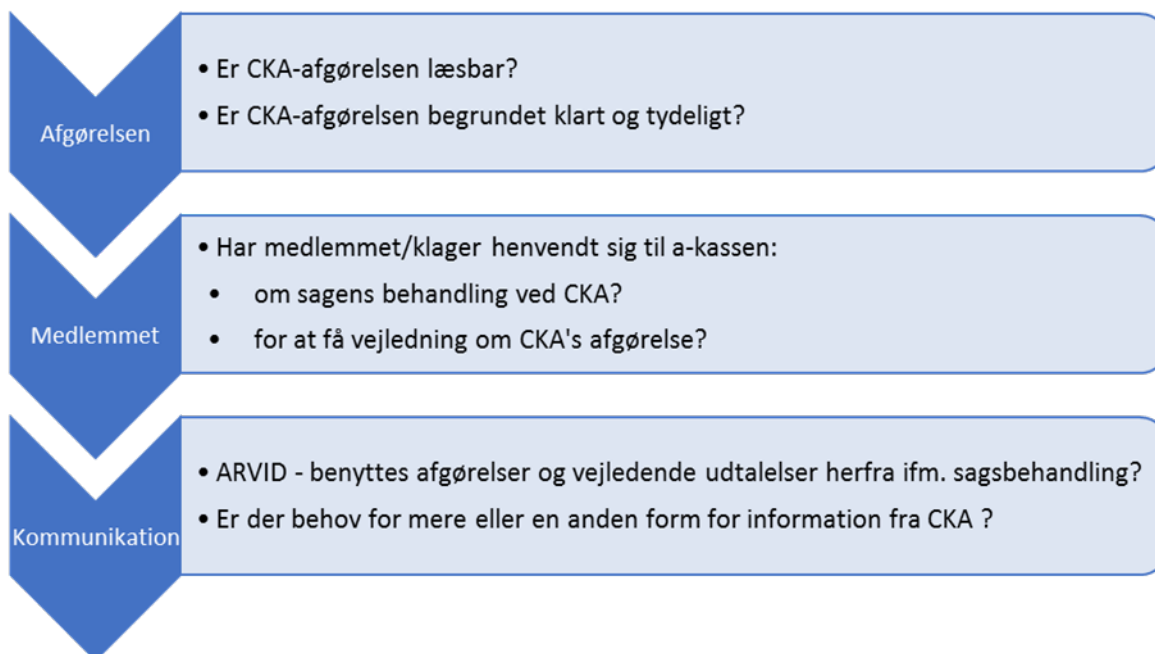 Afgørelsen
• Er CKA-afgørelsen læsbar?
• Er CKA-afgørelsen begrundet klart og tydeligt?
Medlemmet
• Har medlemmet/klager henvendt sig til a-kassen:
• om sagens behandling ved CKA?
• for at få vejledning om CKA's afgørelse?
Kommunikation
• ARVID - benyttes afgørelser og vejledende udtalelser herfra ifm. sagsbehandling?
• Er der behov for mere eller en anden form for information fra CKA ?